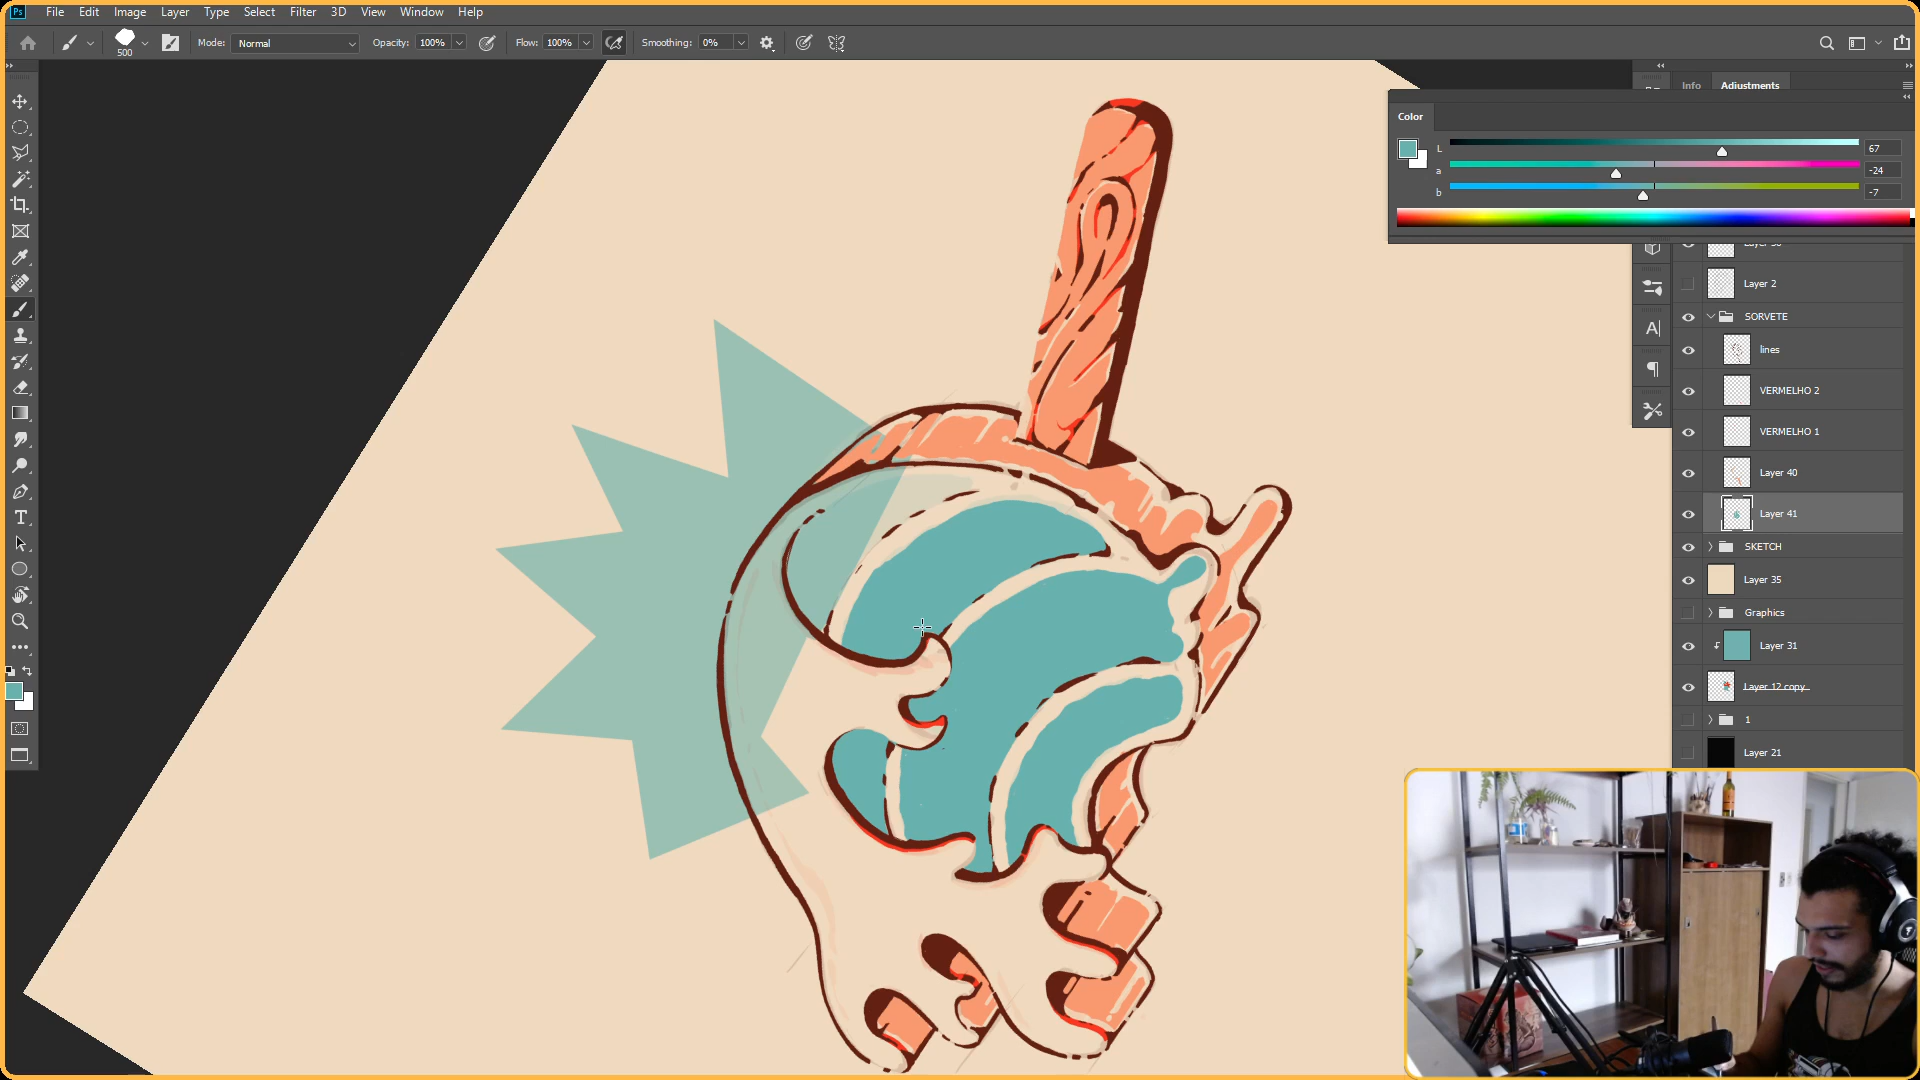 Ps File Edit Image Layer Type Select Filter 3D View Window Help
500 Mode: Normal Opacity: 100% Flow: 100% Smoothing: 0%
Info Adjustments
Color
L 67
a -24
b -7
Layer 2
SORVETE
lines
VERMELHO 2
VERMELHO 1
Layer 40
Layer 41
SKETCH
Layer 35
Graphics
Layer 31
Layer 12 copy
1
Layer 21